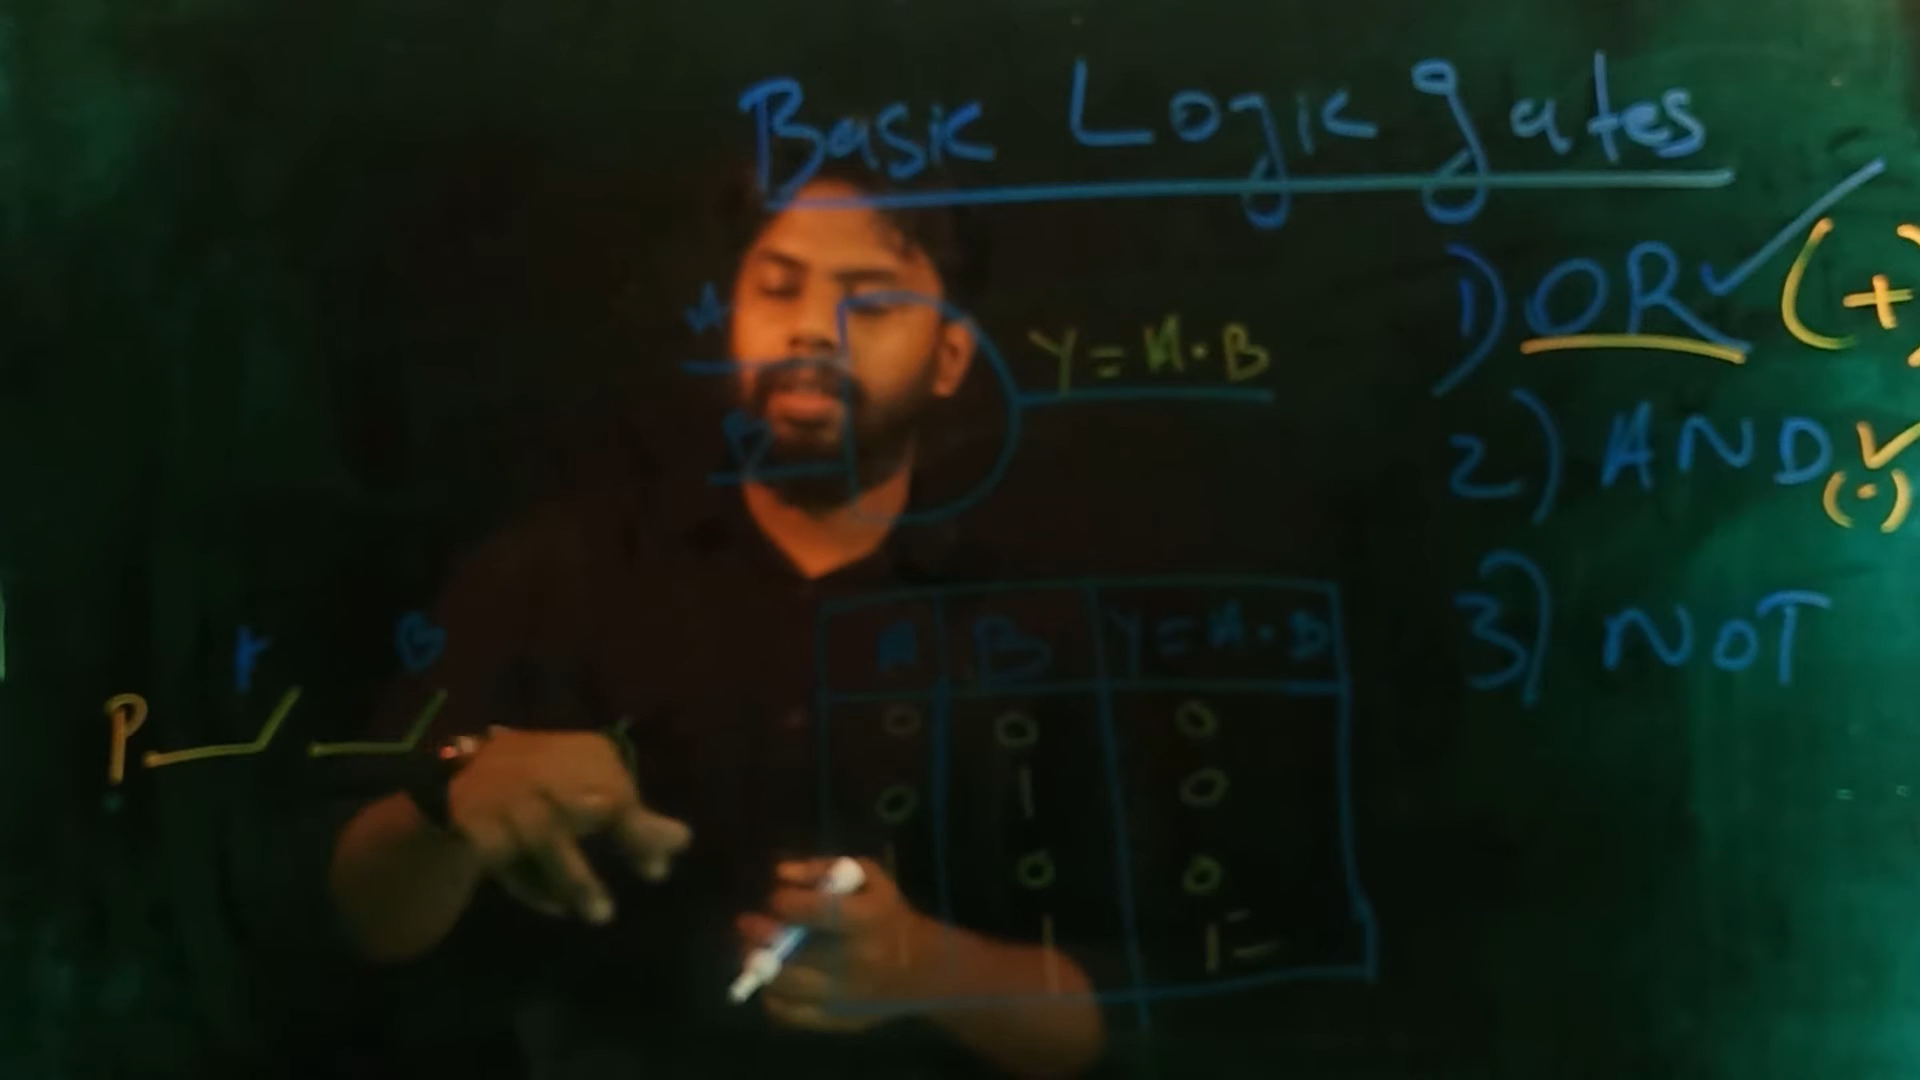 Basic Logic gates
1) OR ✓ (+)
A
Y = A · B
B
2) AND ✓
(·)
A B Y = A · B
3) NOT
A B
P
0 0 0
0 1 0
1 0 0
1 1 1